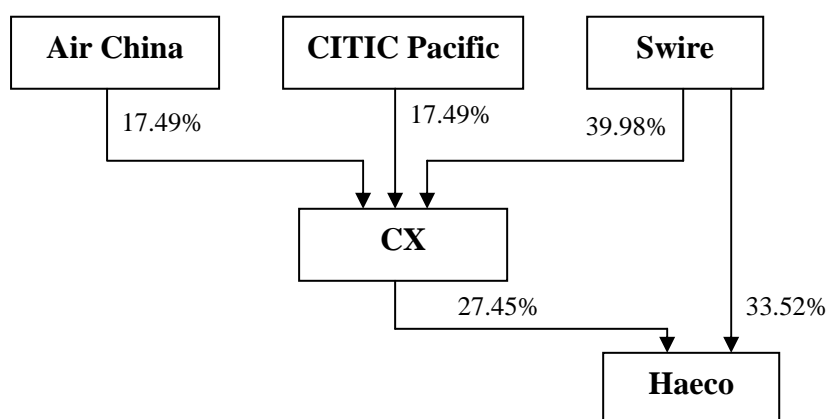 Air China
CITIC Pacific
Swire
17.49%
17.49%
39.98%
CX
27.45%
33.52%
Haeco